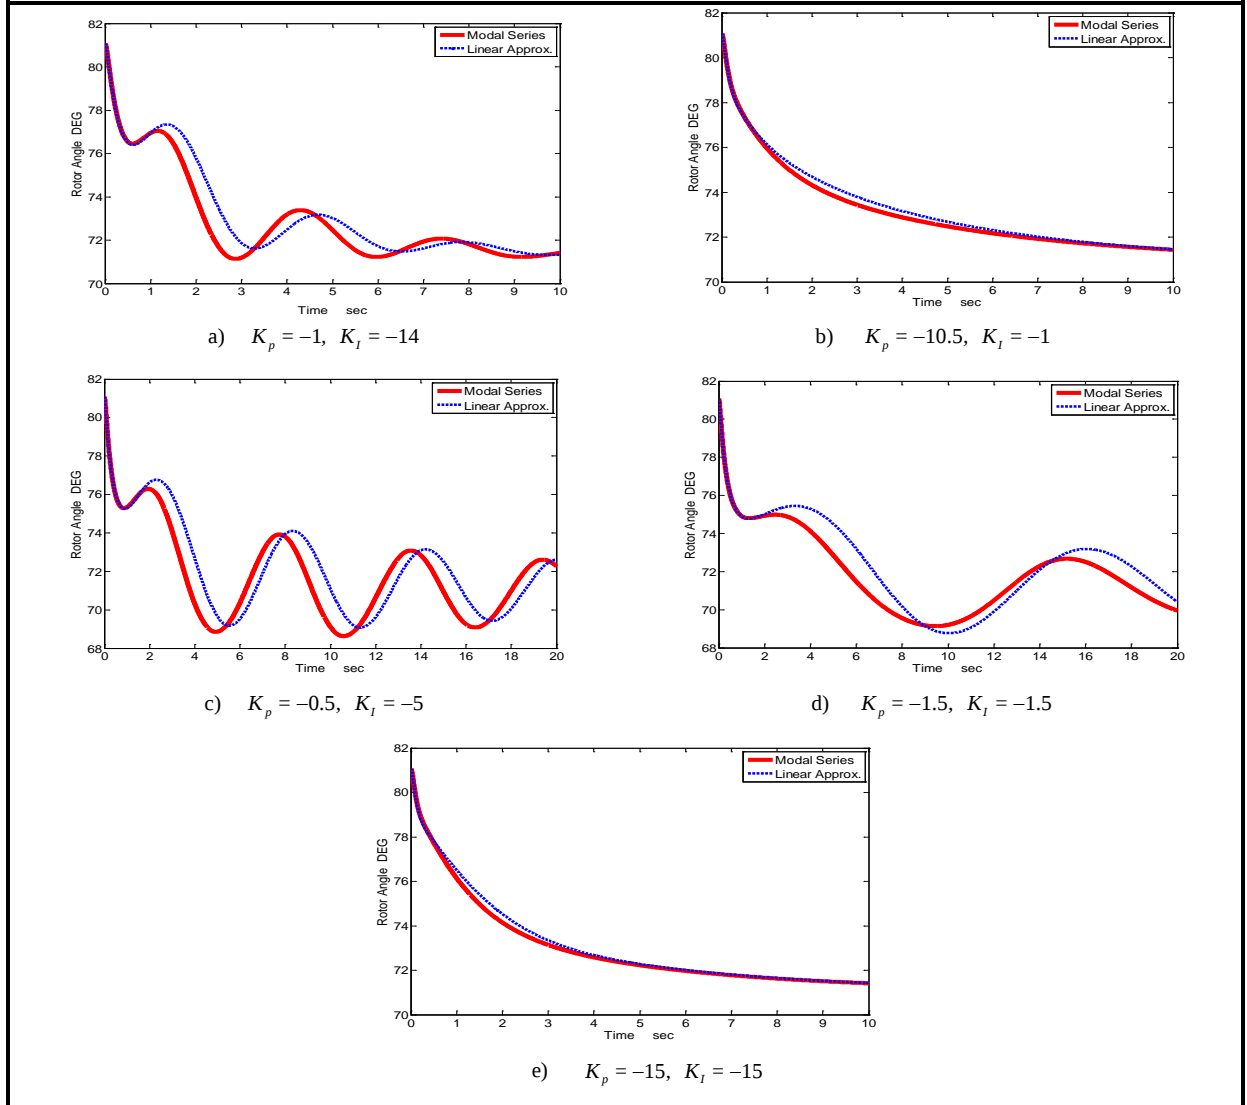 82
80
78
76
74
72
70
0 1 2 3 4 5 6 7 8 9 10
Rotor Angle DEG
Time sec
Modal Series
Linear Approx.
a) K_p = –1, K_I = –14
82
80
78
76
74
72
70
0 1 2 3 4 5 6 7 8 9 10
Rotor Angle DEG
Time sec
Modal Series
Linear Approx.
b) K_p = –10.5, K_I = –1
82
80
78
76
74
72
70
68
0 2 4 6 8 10 12 14 16 18 20
Rotor Angle DEG
Time sec
Modal Series
Linear Approx.
c) K_p = –0.5, K_I = –5
82
80
78
76
74
72
70
68
0 2 4 6 8 10 12 14 16 18 20
Rotor Angle DEG
Time sec
Modal Series
Linear Approx.
d) K_p = –1.5, K_I = –1.5
82
80
78
76
74
72
70
0 1 2 3 4 5 6 7 8 9 10
Rotor Angle DEG
Time sec
Modal Series
Linear Approx.
e) K_p = –15, K_I = –15